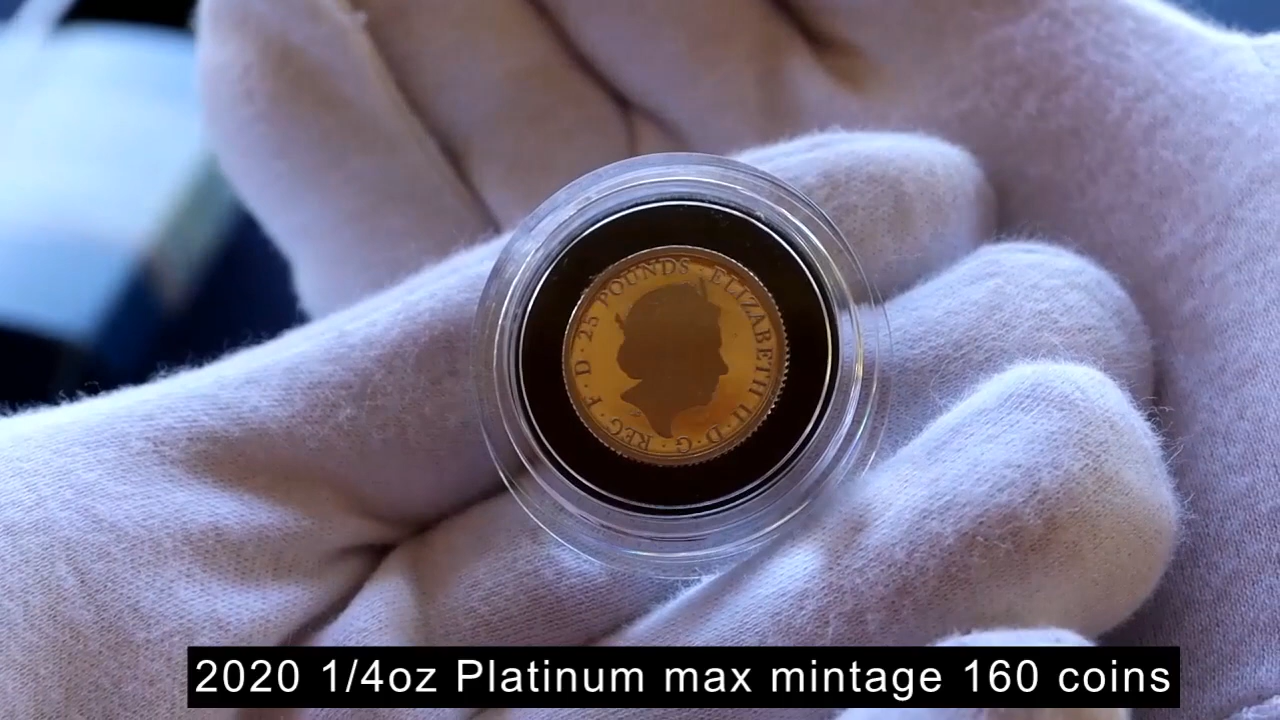 ELIZABETH II · D · G · REG · F · D · 25 POUNDS
2020 1/4oz Platinum max mintage 160 coins